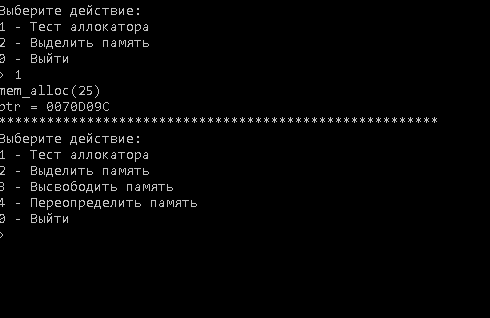 Выберите действие:
1 - Тест аллокатора
2 - Выделить память
0 - Выйти
> 1
mem_alloc(25)
ptr = 0070D09C
*******************************************************
Выберите действие:
1 - Тест аллокатора
2 - Выделить память
3 - Высвободить память
4 - Переопределить память
0 - Выйти
>